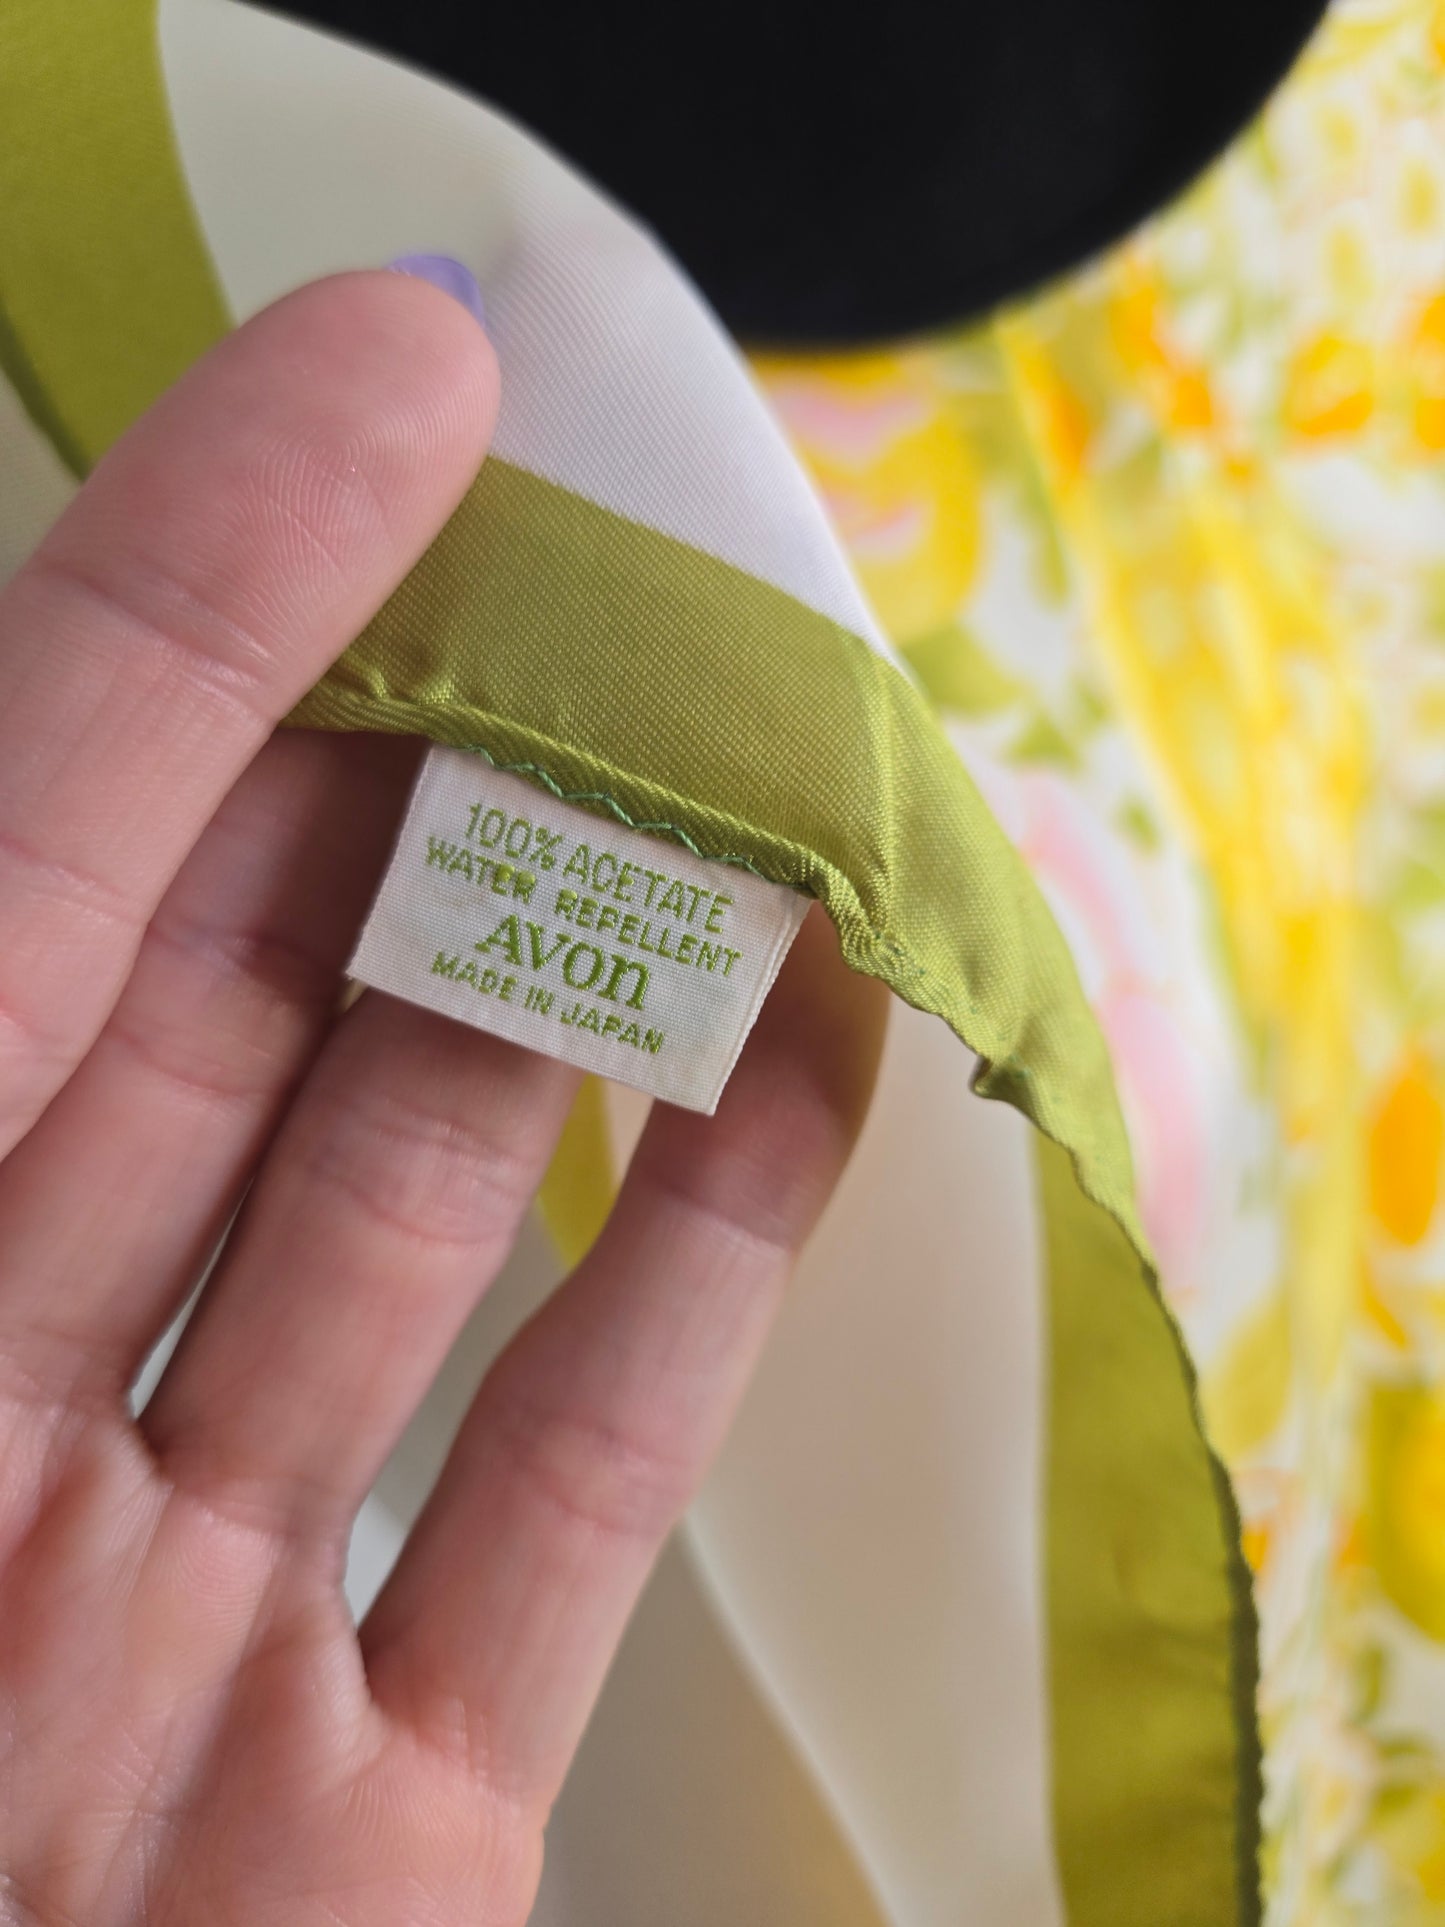 100% ACETATE
WATER REPELLENT
AVON
MADE IN JAPAN